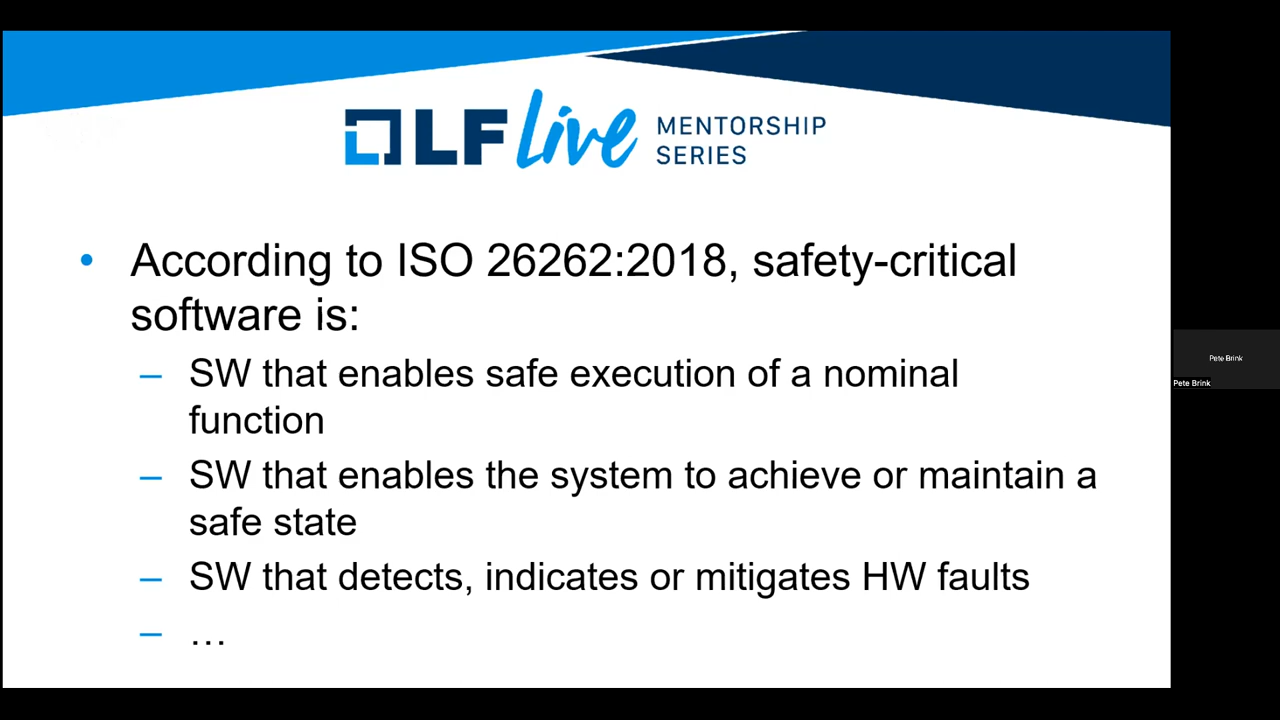 LF Live MENTORSHIP
SERIES
• According to ISO 26262:2018, safety-critical
software is:
– SW that enables safe execution of a nominal
function
– SW that enables the system to achieve or maintain a
safe state
– SW that detects, indicates or mitigates HW faults
– …
Pete Brink
Pete Brink